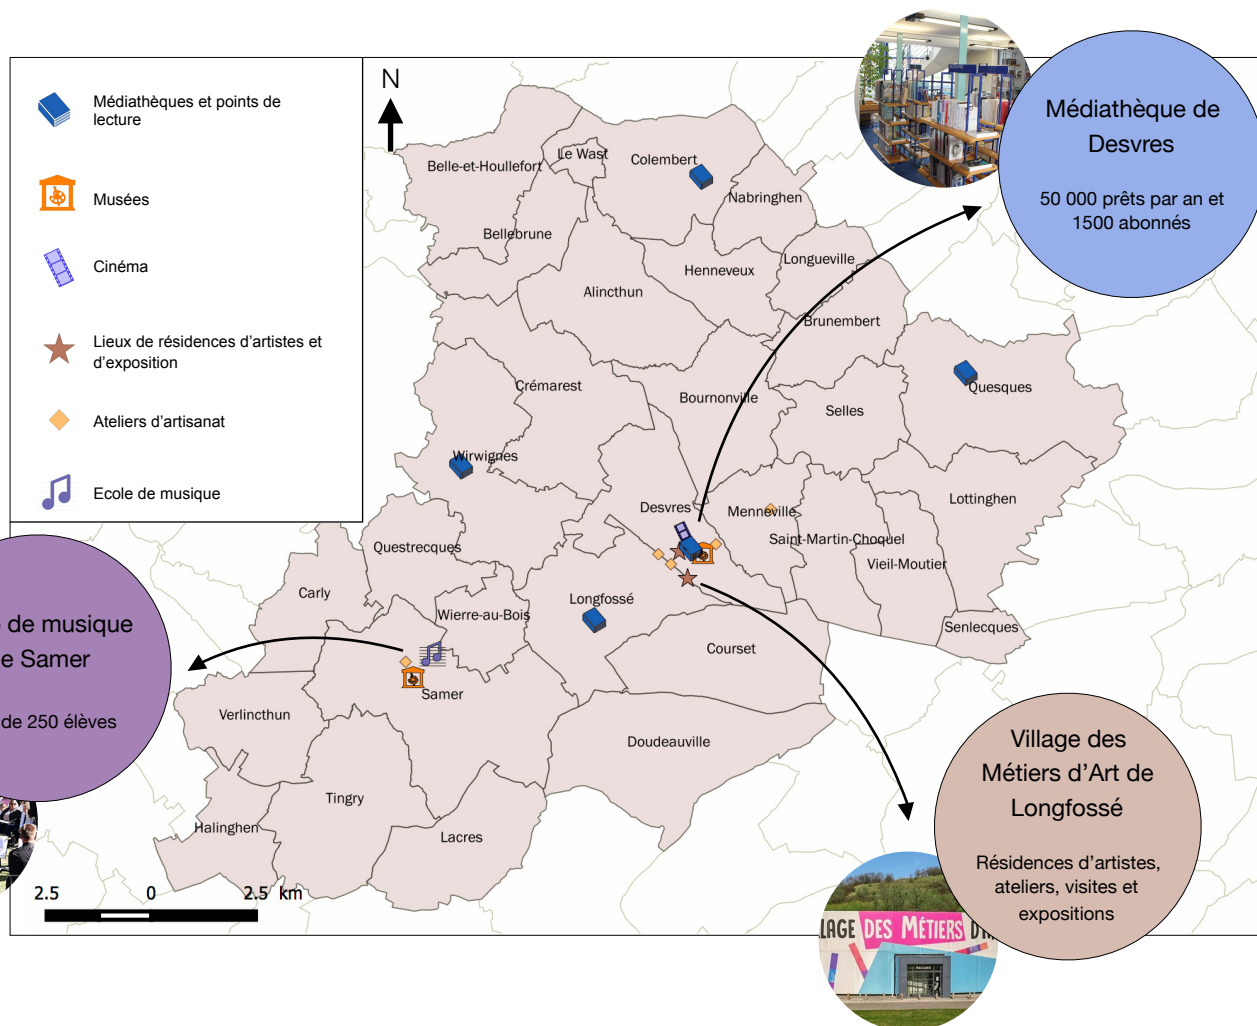 Médiathèques et points de
lecture
Musées
Cinéma
Lieux de résidences d'artistes et
d'exposition
Ateliers d'artisanat
Ecole de musique
N
Belle-et-Houllefort
Le Wast
Colembert
Nabringhen
Bellebrune
Henneveux
Longueville
Alincthun
Brunembert
Crémarest
Bournonville
Selles
Quesques
Wirwignes
Lottinghen
Desvres
Menneville
Saint-Martin-Choquel
Vieil-Moutier
Questrecques
Carly
Wierre-au-Bois
Longfossé
Senlecques
Courset
Samer
Verlincthun
Doudeauville
Tingry
Halinghen
Lacres
2.5 0 2.5 km
Médiathèque de
Desvres
50 000 prêts par an et
1500 abonnés
de musique
Samer
de 250 élèves
Village des
Métiers d'Art de
Longfossé
Résidences d'artistes,
ateliers, visites et
expositions
LAGE DES MÉTIERS
Accueil